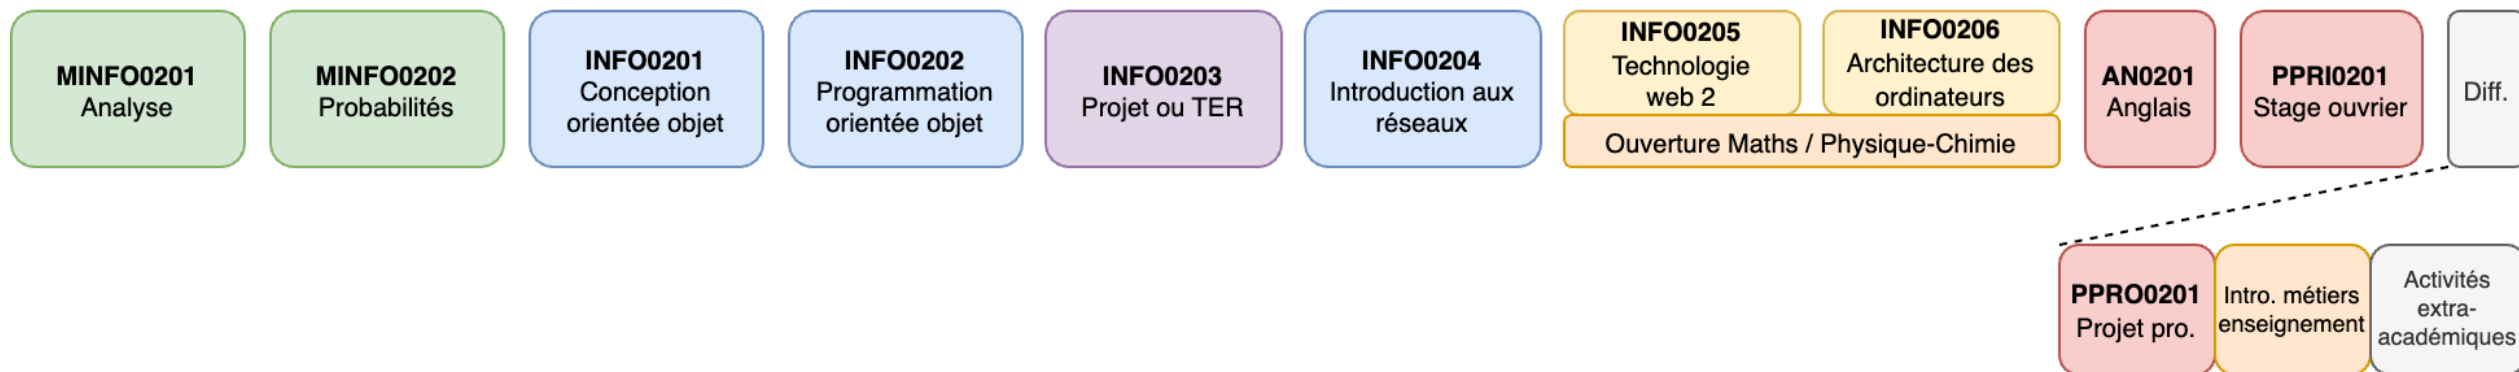 MINFO0201
Analyse
MINFO0202
Probabilités
INFO0201
Conception
orientée objet
INFO0202
Programmation
orientée objet
INFO0203
Projet ou TER
INFO0204
Introduction aux
réseaux
INFO0205
Technologie
web 2
INFO0206
Architecture des
ordinateurs
Ouverture Maths / Physique-Chimie
AN0201
Anglais
PPRI0201
Stage ouvrier
Diff.
PPRO0201
Projet pro.
Intro. métiers
enseignement
Activités
extra-
académiques